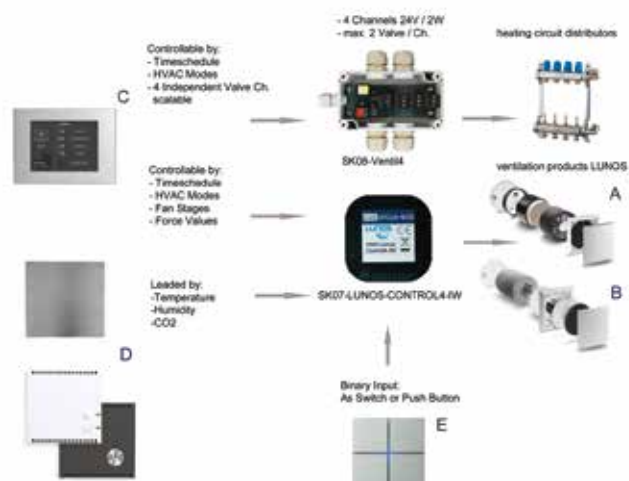 - 4 Channels 24V / 2W
- max. 2 Valve / Ch.
heating circuit distributors
Controllable by:
- Timeschedule
- HVAC Modes
- 4 Independent Valve Ch.
scalable
C
SK08-Ventil4
ventilation products LUNOS
A
Controllable by:
- Timeschedule
- HVAC Modes
- Fan Stages
- Force Values
LUNOS
B
Leaded by:
-Temperature
-Humidity
-CO2
SK07-LUNOS-CONTROL4-IW
D
Binary Input:
As Switch or Push Button
E